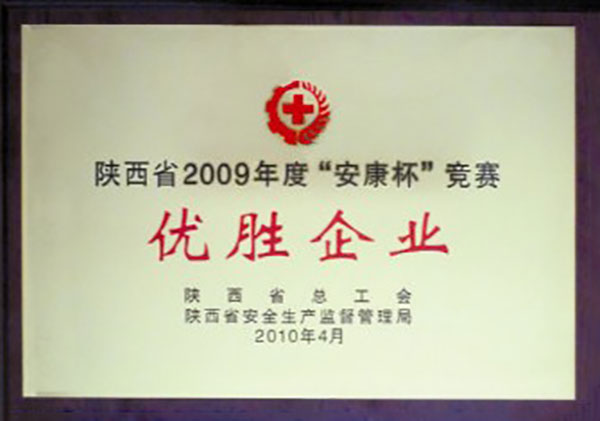 陕西省2009年度“安康杯”竞赛
优胜企业
陕西省总工会
陕西省安全生产监督管理局
2010年4月